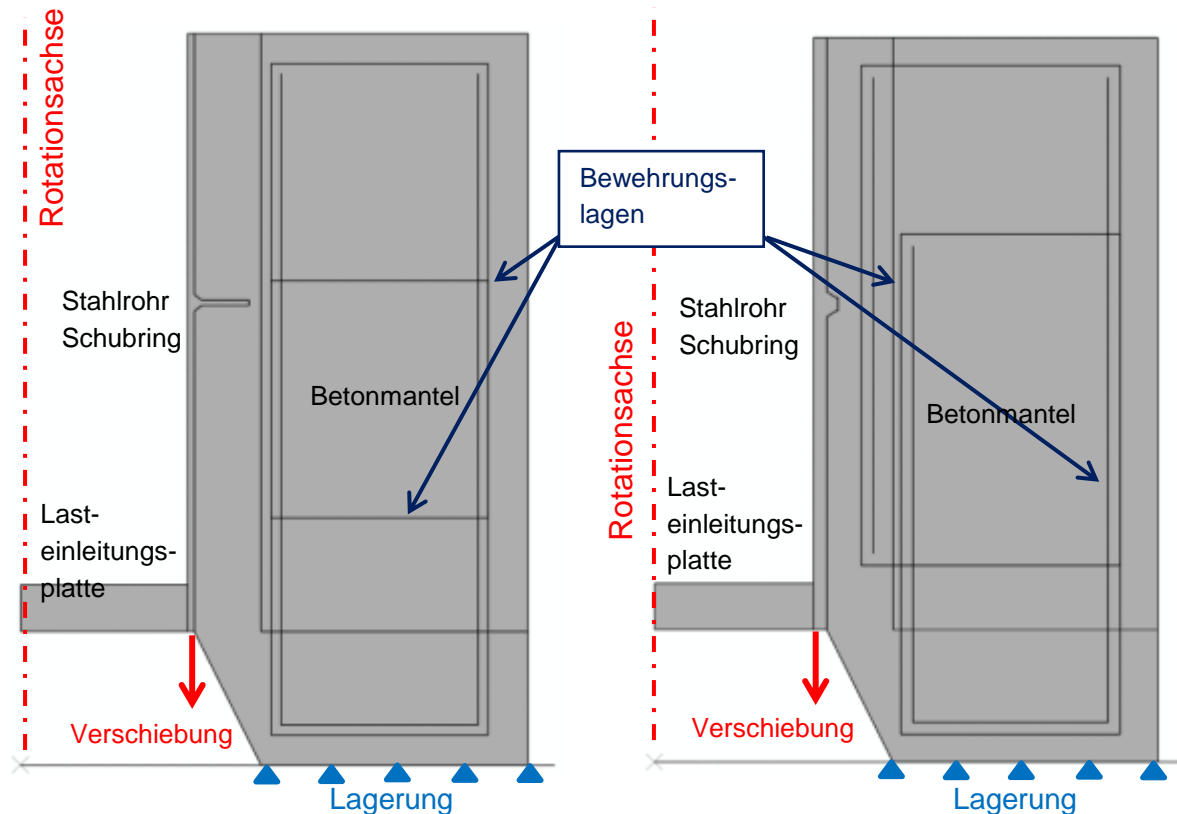 Rotationsachse
Bewehrungs-
lagen
Stahlrohr
Schubring
Betonmantel
Last-
einleitungs-
platte
Verschiebung
Lagerung
Rotationsachse
Stahlrohr
Schubring
Betonmantel
Last-
einleitungs-
platte
Verschiebung
Lagerung